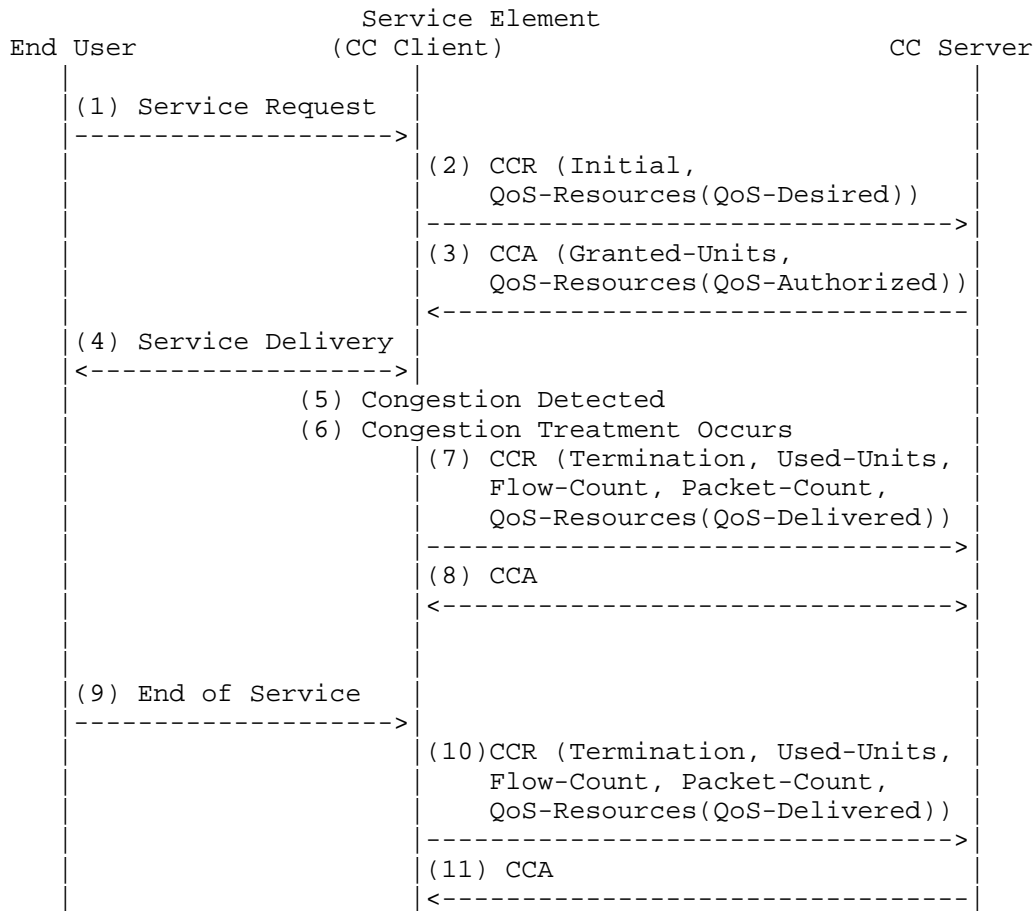 Service Element
End User (CC Client) CC Server
(1) Service Request
(2) CCR (Initial,
QoS-Resources(QoS-Desired))
(3) CCA (Granted-Units,
QoS-Resources(QoS-Authorized))
(4) Service Delivery
(5) Congestion Detected
(6) Congestion Treatment Occurs
(7) CCR (Termination, Used-Units,
Flow-Count, Packet-Count,
QoS-Resources(QoS-Delivered))
(8) CCA
(9) End of Service
(10)CCR (Termination, Used-Units,
Flow-Count, Packet-Count,
QoS-Resources(QoS-Delivered))
(11) CCA